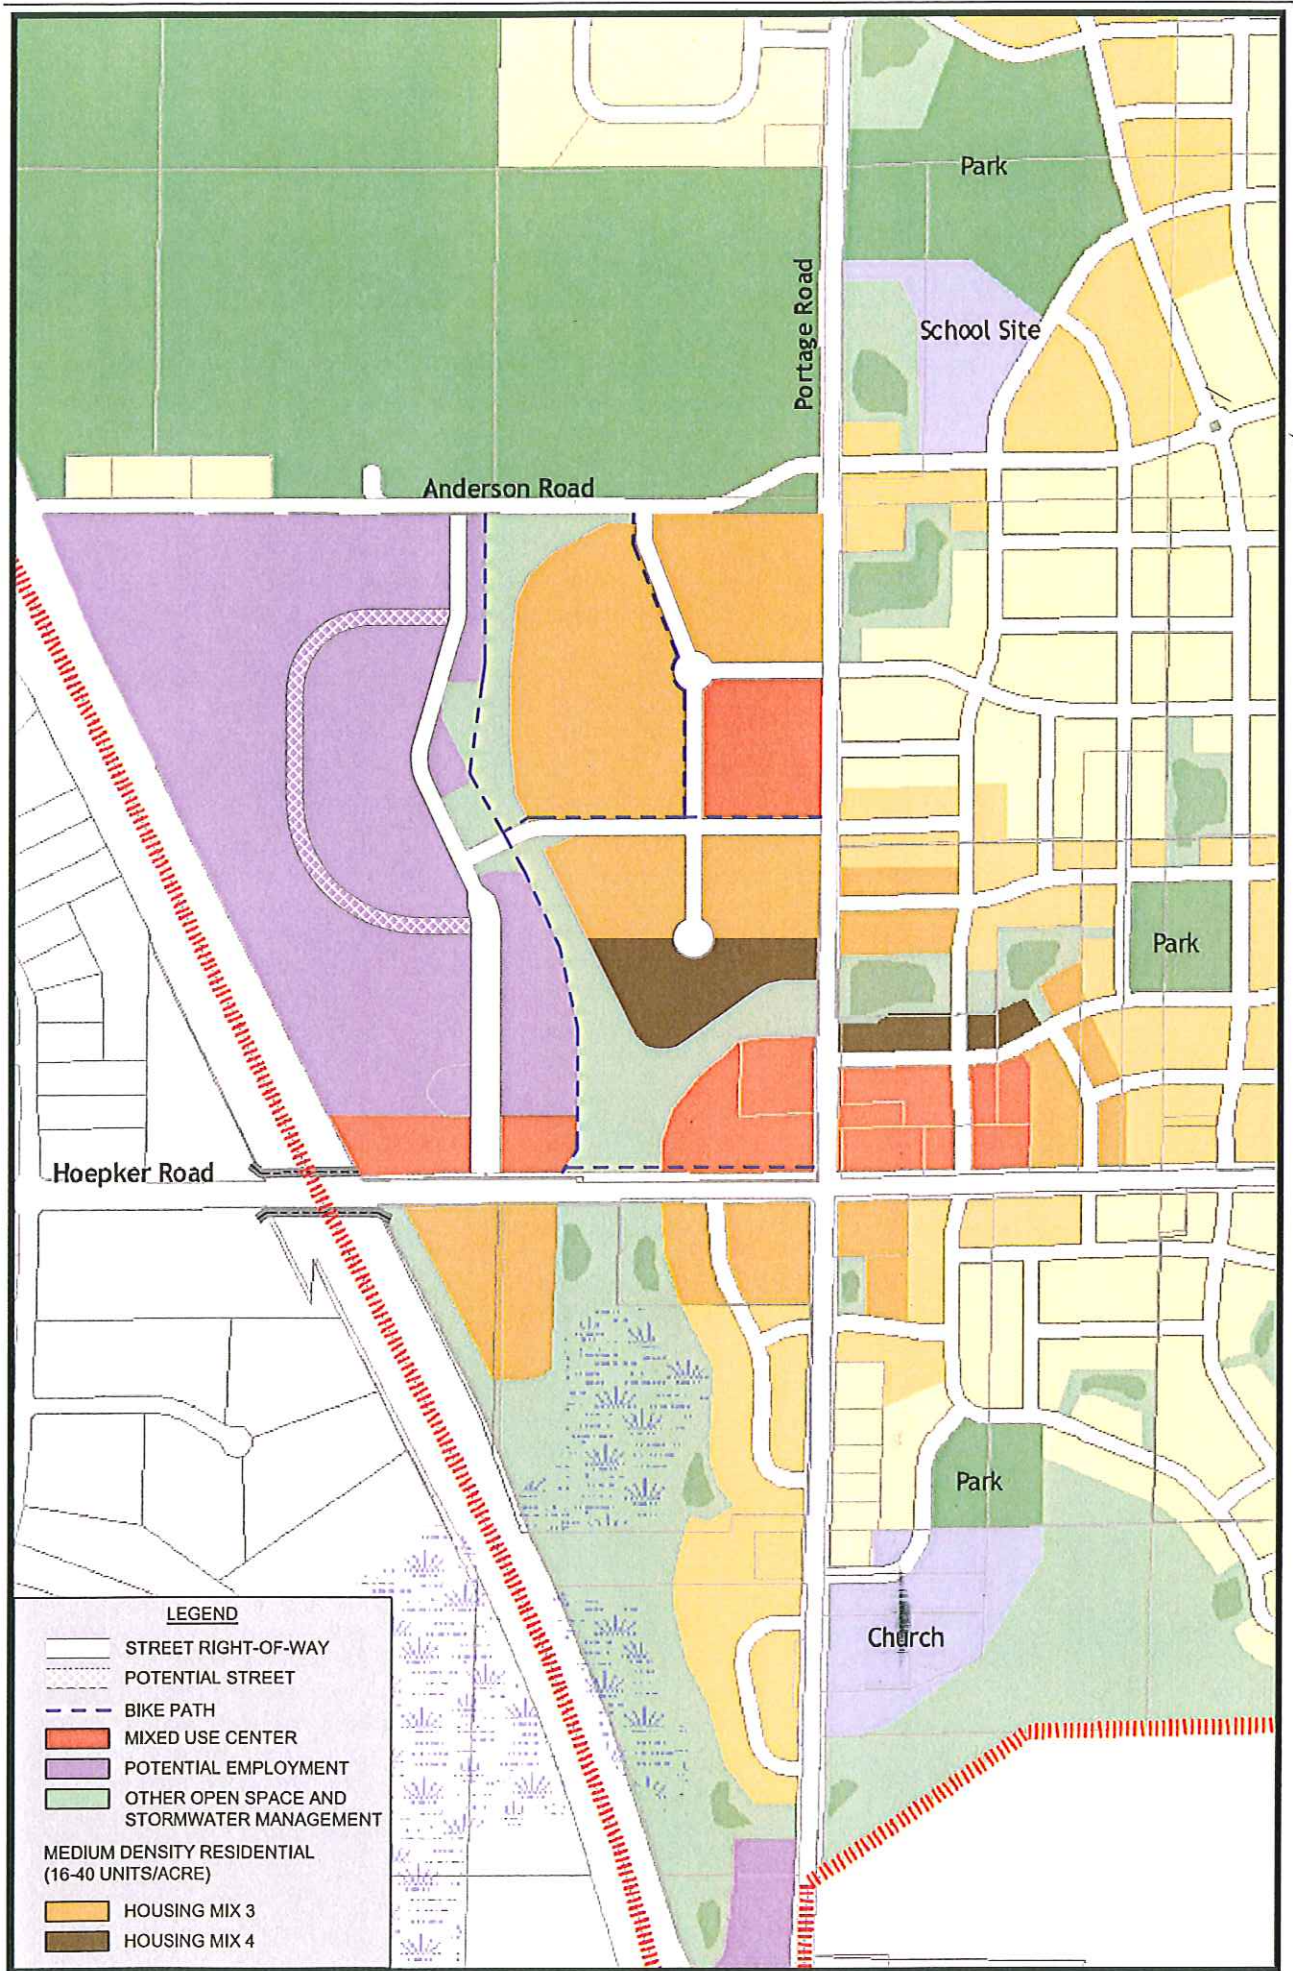 Park
Portage Road
School Site
Anderson Road
Park
Hoepker Road
Park
Church
LEGEND
STREET RIGHT-OF-WAY
POTENTIAL STREET
BIKE PATH
MIXED USE CENTER
POTENTIAL EMPLOYMENT
OTHER OPEN SPACE AND
STORMWATER MANAGEMENT
MEDIUM DENSITY RESIDENTIAL
(16-40 UNITS/ACRE)
HOUSING MIX 3
HOUSING MIX 4